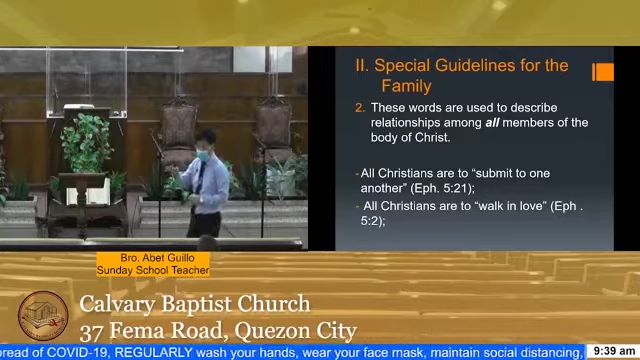 II. Special Guidelines for the
Family
2. These words are used to describe
relationships among all members of the
body of Christ.
-All Christians are to “submit to one
another” (Eph. 5:21);
- All Christians are to “walk in love” (Eph .
5:2);
Bro. Abet Guillo
Sunday School Teacher
Calvary Baptist Church
37 Fema Road, Quezon City
pread of COVID-19, REGULARLY wash your hands, wear your face mask, maintain social distancing,
9:39 am